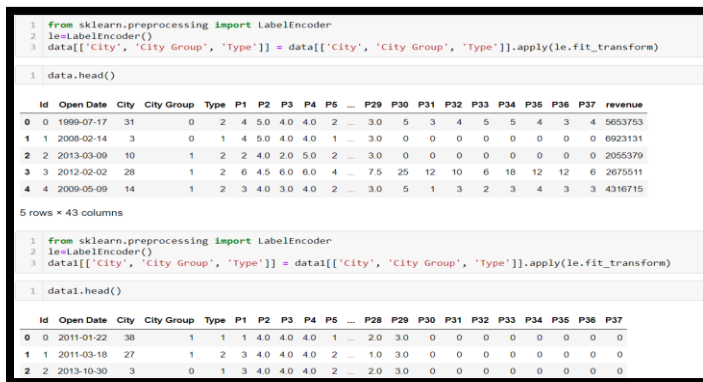 1 from sklearn.preprocessing import LabelEncoder
2 le=LabelEncoder()
3 data[['City', 'City Group', 'Type']] = data[['City', 'City Group', 'Type']].apply(le.fit_transform)
1 data.head()
Id Open Date City City Group Type P1 P2 P3 P4 P5 ... P29 P30 P31 P32 P33 P34 P35 P36 P37 revenue
0 0 1999-07-17 31 0 2 4 5.0 4.0 4.0 2 ... 3.0 5 3 4 5 5 4 3 4 5653753
1 1 2008-02-14 3 0 1 4 5.0 4.0 4.0 1 ... 3.0 0 0 0 0 0 0 0 0 6923131
2 2 2013-03-09 10 1 2 2 4.0 2.0 5.0 2 ... 3.0 0 0 0 0 0 0 0 0 2055379
3 3 2012-02-02 28 1 2 6 4.5 6.0 6.0 4 ... 7.5 25 12 10 6 18 12 12 6 2675511
4 4 2009-05-09 14 1 2 3 4.0 3.0 4.0 2 ... 3.0 5 1 3 2 3 4 3 3 4316715
5 rows × 43 columns
1 from sklearn.preprocessing import LabelEncoder
2 le=LabelEncoder()
3 data1[['City', 'City Group', 'Type']] = data1[['City', 'City Group', 'Type']].apply(le.fit_transform)
1 data1.head()
Id Open Date City City Group Type P1 P2 P3 P4 P5 ... P28 P29 P30 P31 P32 P33 P34 P35 P36 P37
0 0 2011-01-22 38 1 1 1 4.0 4.0 4.0 1 ... 2.0 3.0 0 0 0 0 0 0 0 0
1 1 2011-03-18 27 1 2 3 4.0 4.0 4.0 2 ... 1.0 3.0 0 0 0 0 0 0 0 0
2 2 2013-10-30 3 0 1 3 4.0 4.0 4.0 2 ... 2.0 3.0 0 0 0 0 0 0 0 0